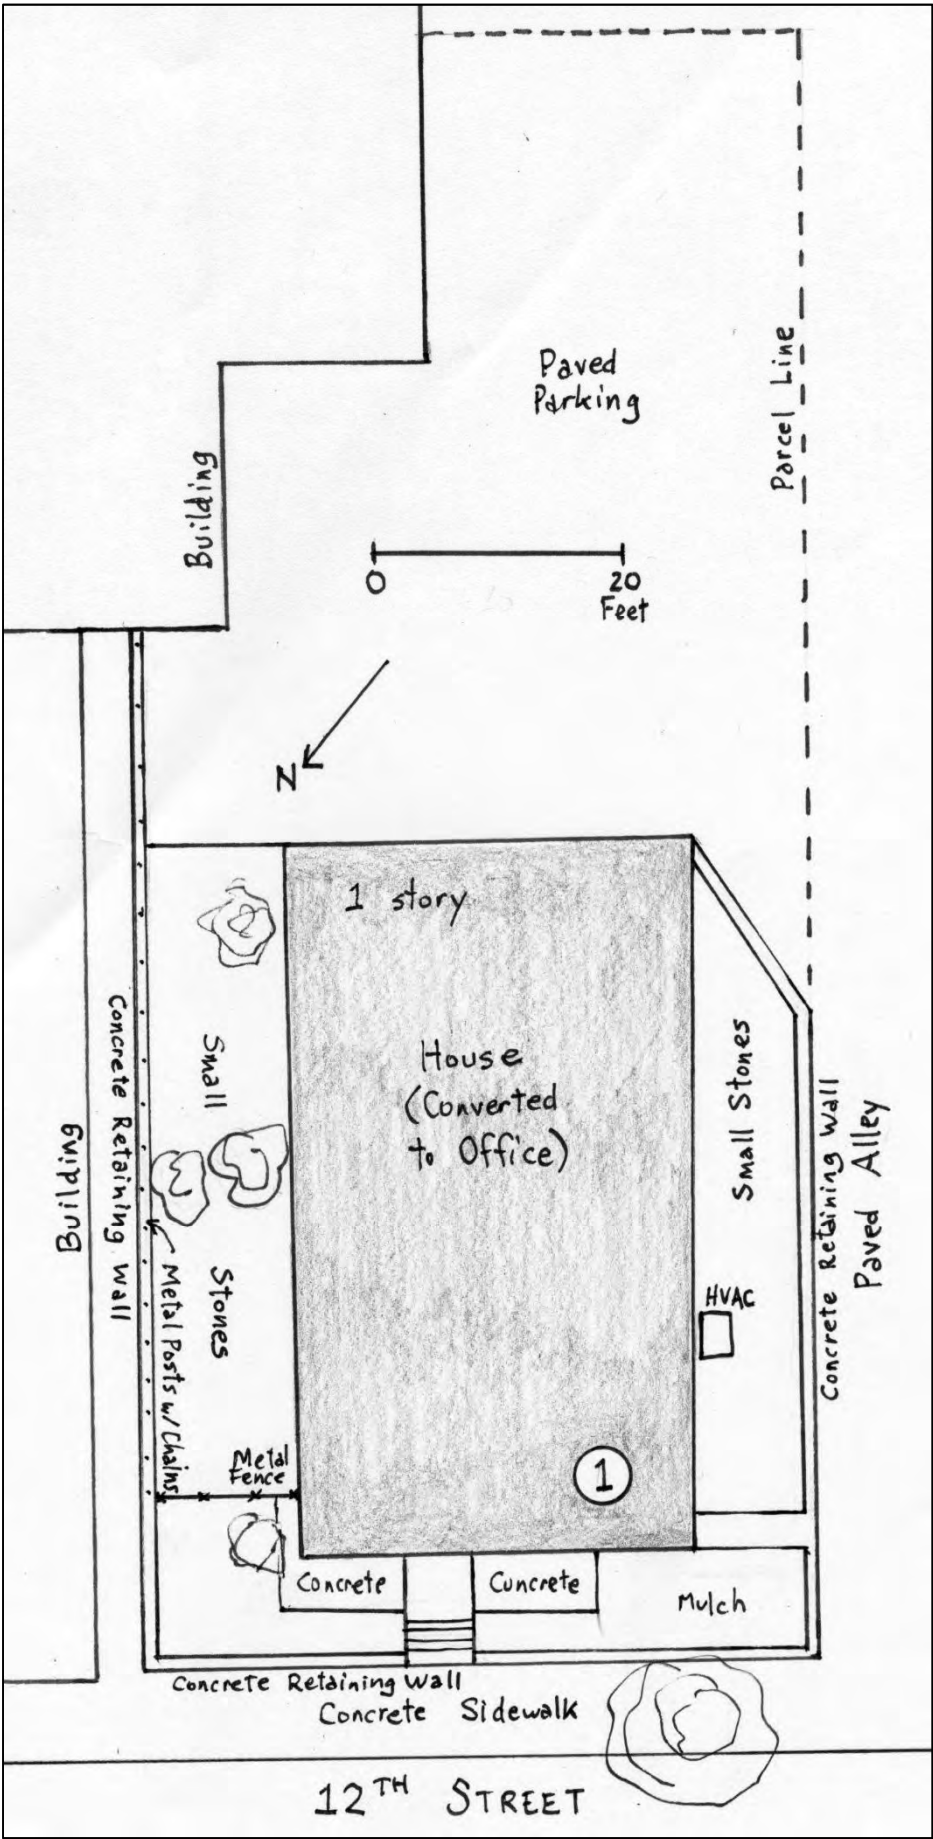 Paved
Parking
Parcel Line
Building
0
20
Feet
N
1 story
House
(Converted
to Office)
Small
Stones
Small Stones
Concrete Retaining Wall
Building
Metal Posts w/ Chains
Concrete Retaining Wall
Paved Alley
HVAC
Metal
Fence
1
Concrete
Cuncrete
Mulch
Concrete Retaining Wall
Concrete Sidewalk
12TH STREET